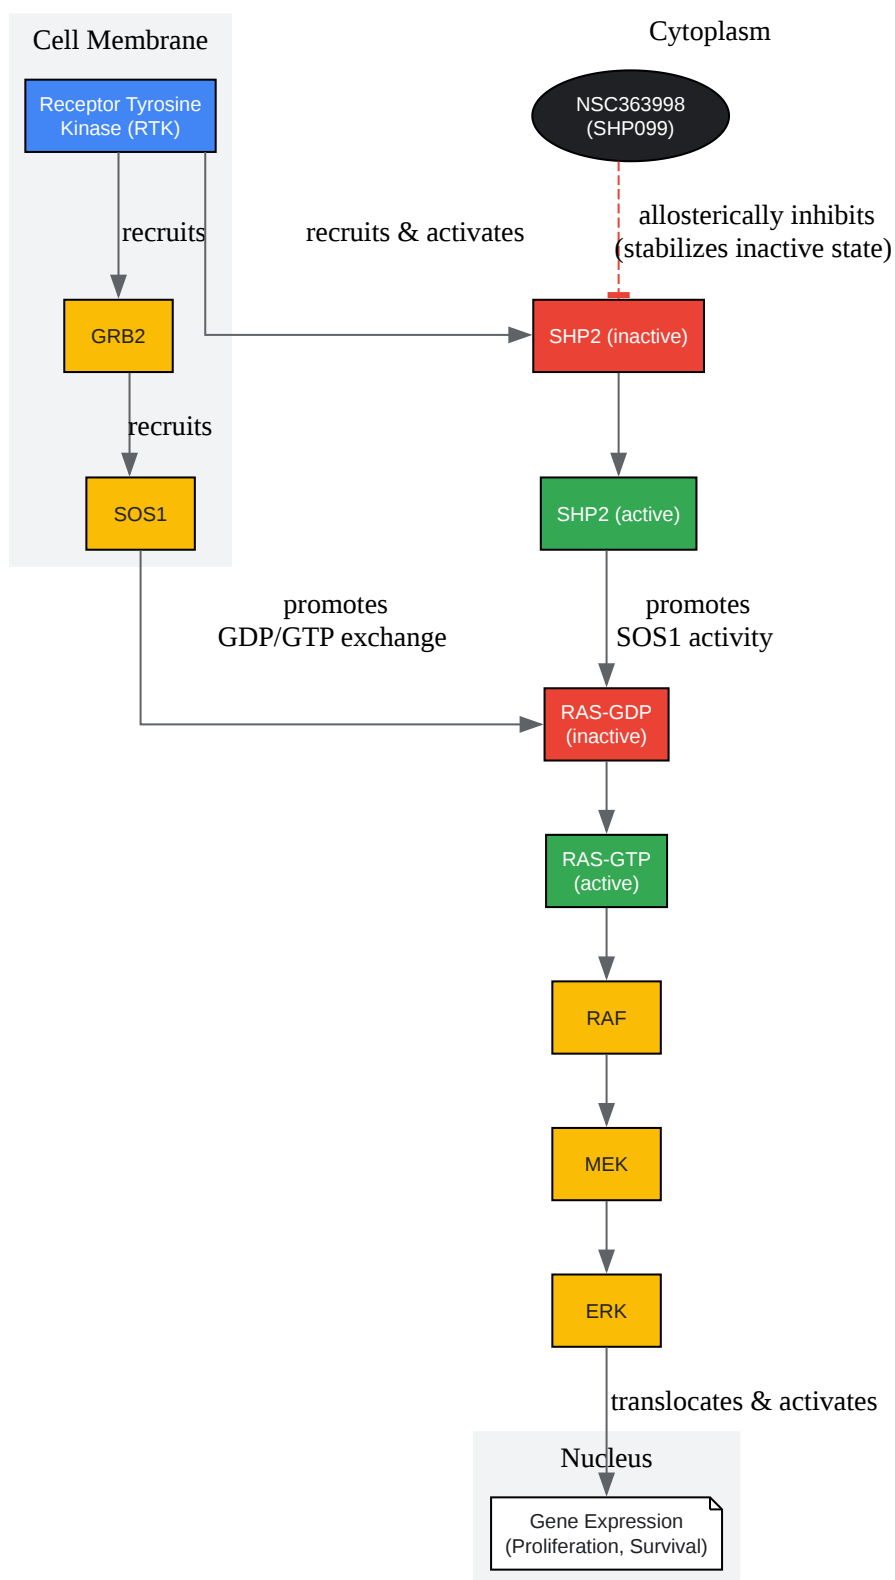 Cell Membrane
Cytoplasm
Receptor Tyrosine
Kinase (RTK)
NSC363998
(SHP099)
recruits
recruits & activates
allosterically inhibits
(stabilizes inactive state)
GRB2
SHP2 (inactive)
recruits
SOS1
SHP2 (active)
promotes
GDP/GTP exchange
promotes
SOS1 activity
RAS-GDP
(inactive)
RAS-GTP
(active)
RAF
MEK
ERK
translocates & activates
Nucleus
Gene Expression
(Proliferation, Survival)